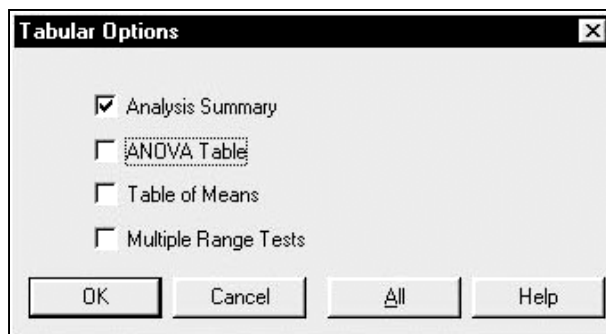 Tabular Options
Analysis Summary
ANOVA Table
Table of Means
Multiple Range Tests
OK Cancel All Help